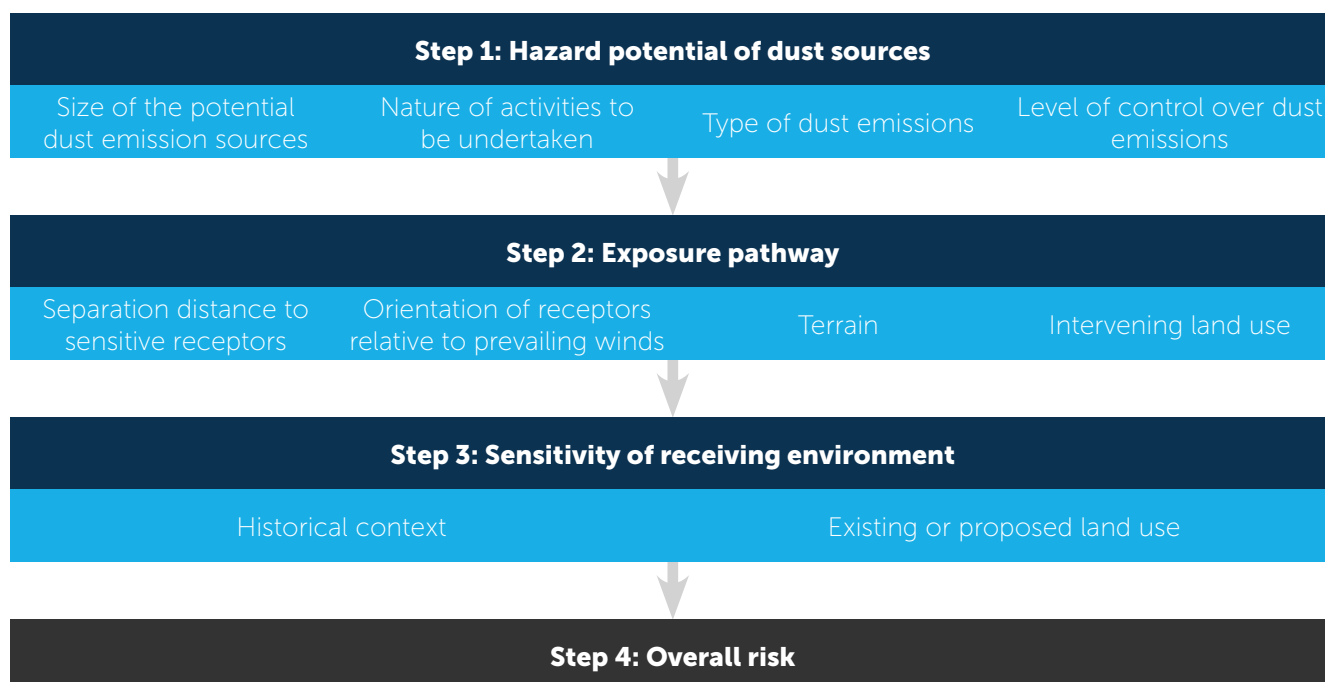 Step 1: Hazard potential of dust sources
Size of the potential
dust emission sources
Nature of activities to
be undertaken
Type of dust emissions
Level of control over dust
emissions
Step 2: Exposure pathway
Separation distance to
sensitive receptors
Orientation of receptors
relative to prevailing winds
Terrain
Intervening land use
Step 3: Sensitivity of receiving environment
Historical context
Existing or proposed land use
Step 4: Overall risk